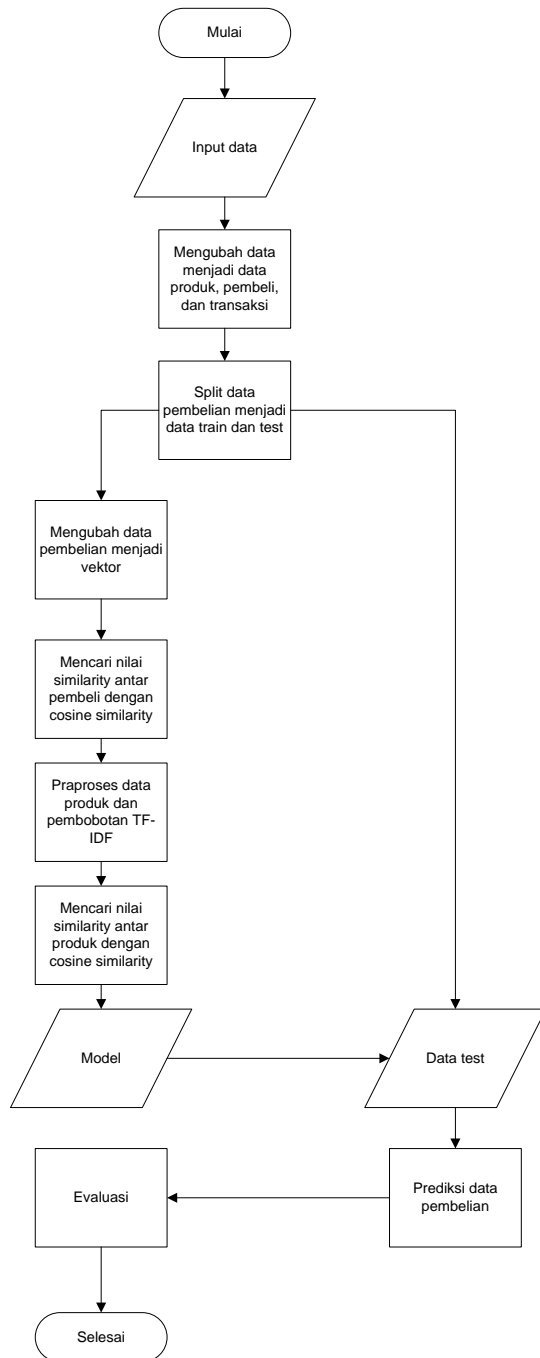 Mulai
Input data
Mengubah data
menjadi data
produk, pembeli,
dan transaksi
Split data
pembelian menjadi
data train dan test
Mengubah data
pembelian menjadi
vektor
Mencari nilai
similarity antar
pembeli dengan
cosine similarity
Praproses data
produk dan
pembobotan TF-
IDF
Mencari nilai
similarity antar
produk dengan
cosine similarity
Model
Data test
Prediksi data
pembelian
Evaluasi
Selesai